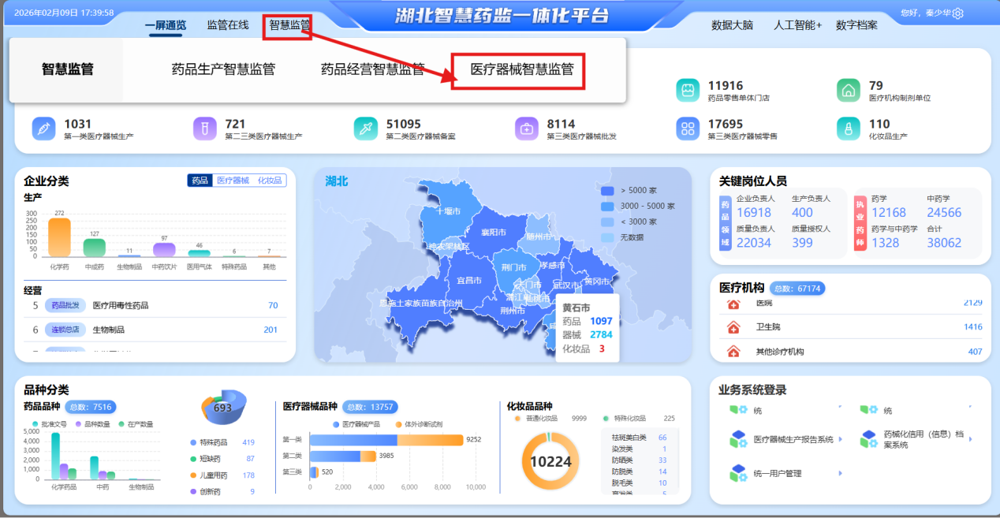 2026年02月09日 17:39:58
一屏通览 监管在线 智慧监管
湖北智慧药监一体化平台
数据大脑 人工智能+ 数字档案
您好，秦少华
智慧监管 药品生产智慧监管 药品经营智慧监管 医疗器械智慧监管
11916
药品零售单体门店
79
医疗机构制剂单位
1031
第一类医疗器械生产
721
第二三类医疗器械生产
51095
第二类医疗器械备案
8114
第三类医疗器械批发
17695
第三类医疗器械零售
110
化妆品生产
企业分类
药品 医疗器械 化妆品
生产
300
250
200
150
100
50
0
272 127 11 97 46 6 7
化学药 中成药 生物制品 中药饮片 医用气体 特殊药品 其他
经营
5 药品批发 医疗用毒性药品 70
6 连锁总店 生物制品 201
湖北
> 5000 家
3000 - 5000 家
< 3000 家
无数据
十堰市
襄阳市
随州市
神农架林区
荆门市
孝感市
宜昌市
天门市
武汉市
黄冈市
潜江市
仙桃市
恩施土家族苗族自治州
荆州市
咸
黄石市
药品 1097
器械 2784
化妆品 3
关键岗位人员
药品领域
企业负责人 生产负责人
16918 400
质量负责人 质量授权人
22034 399
执业药师
药学 中药学
12168 24566
药学与中药学 合计
1328 38062
医疗机构 总数：67174
医院 2129
卫生院 1416
其他诊疗机构 407
品种分类
药品品种 总数：7516
批准文号 品种数量 在产数量
5,000
4,000
3,000
2,000
1,000
0
化学药品 中药 生物制品
693
特殊药品 419
短缺药 87
儿童用药 178
创新药 9
医疗器械品种 总数：13757
医疗器械产品 体外诊断试剂
第一类 9252
第二类 3985
第三类 520
0 2,000 4,000 6,000 8,000 10,000
化妆品品种
普通化妆品 9999 特殊化妆品 225
10224
祛斑美白类 66
染发类 1
防晒类 33
防脱类 14
脱毛类 10
业务系统登录
统
统
医疗器械生产报告系统
药械化信用（信息）档
案系统
统一用户管理